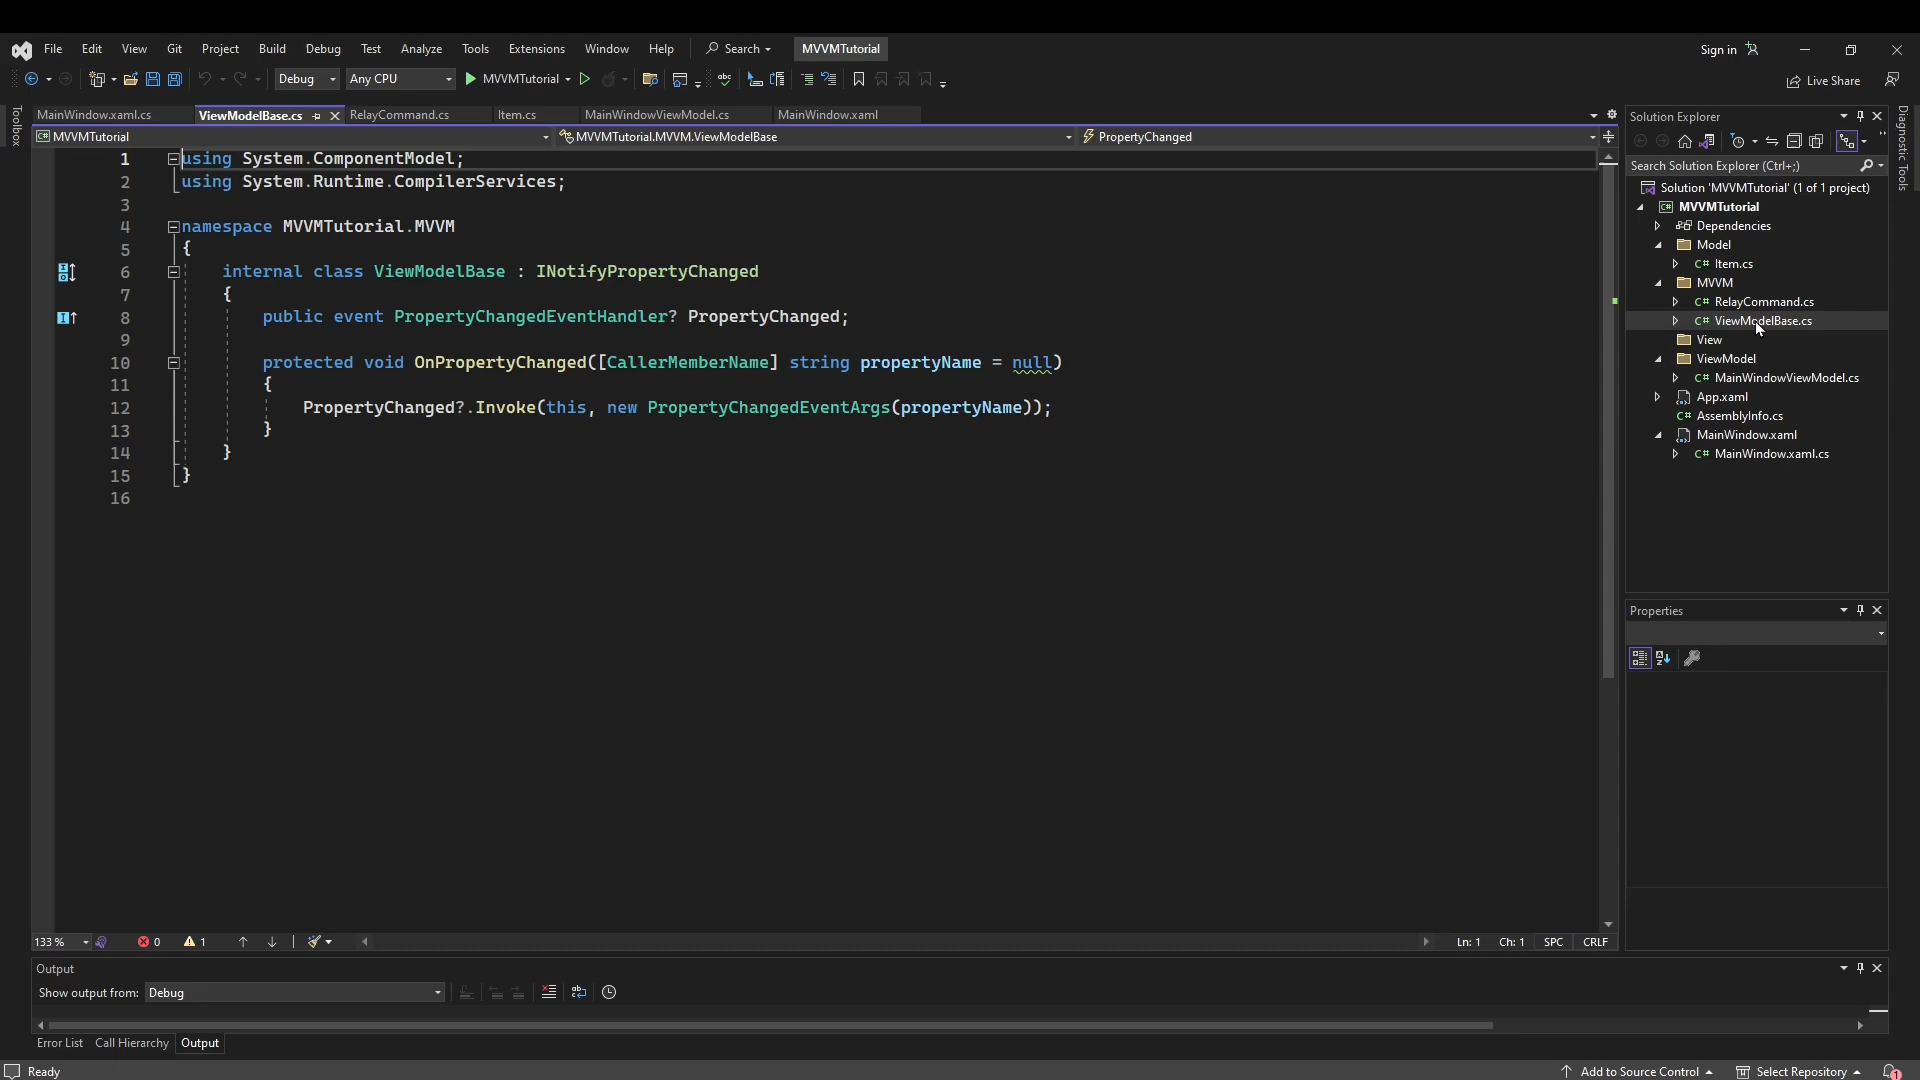 File Edit View Git Project Build Debug Test Analyze Tools Extensions Window Help Search MVVMTutorial Sign in
Debug Any CPU MVVMTutorial Live Share
Toolbox
MainWindow.xaml.cs ViewModelBase.cs RelayCommand.cs Item.cs MainWindowViewModel.cs MainWindow.xaml
MVVMTutorial MVVMTutorial.MVVM.ViewModelBase PropertyChanged
1 using System.ComponentModel;
2 using System.Runtime.CompilerServices;
3
4 namespace MVVMTutorial.MVVM
5 {
6 internal class ViewModelBase : INotifyPropertyChanged
7 {
8 public event PropertyChangedEventHandler? PropertyChanged;
9
10 protected void OnPropertyChanged([CallerMemberName] string propertyName = null)
11 {
12 PropertyChanged?.Invoke(this, new PropertyChangedEventArgs(propertyName));
13 }
14 }
15 }
16
133 % 0 1 Ln: 1 Ch: 1 SPC CRLF
Solution Explorer
Search Solution Explorer (Ctrl+;)
Solution 'MVVMTutorial' (1 of 1 project)
C# MVVMTutorial
Dependencies
Model
C# Item.cs
MVVM
C# RelayCommand.cs
C# ViewModelBase.cs
View
ViewModel
C# MainWindowViewModel.cs
App.xaml
C# AssemblyInfo.cs
MainWindow.xaml
C# MainWindow.xaml.cs
Properties
Diagnostic Tools
Output
Show output from: Debug
Error List Call Hierarchy Output
Ready Add to Source Control Select Repository 1